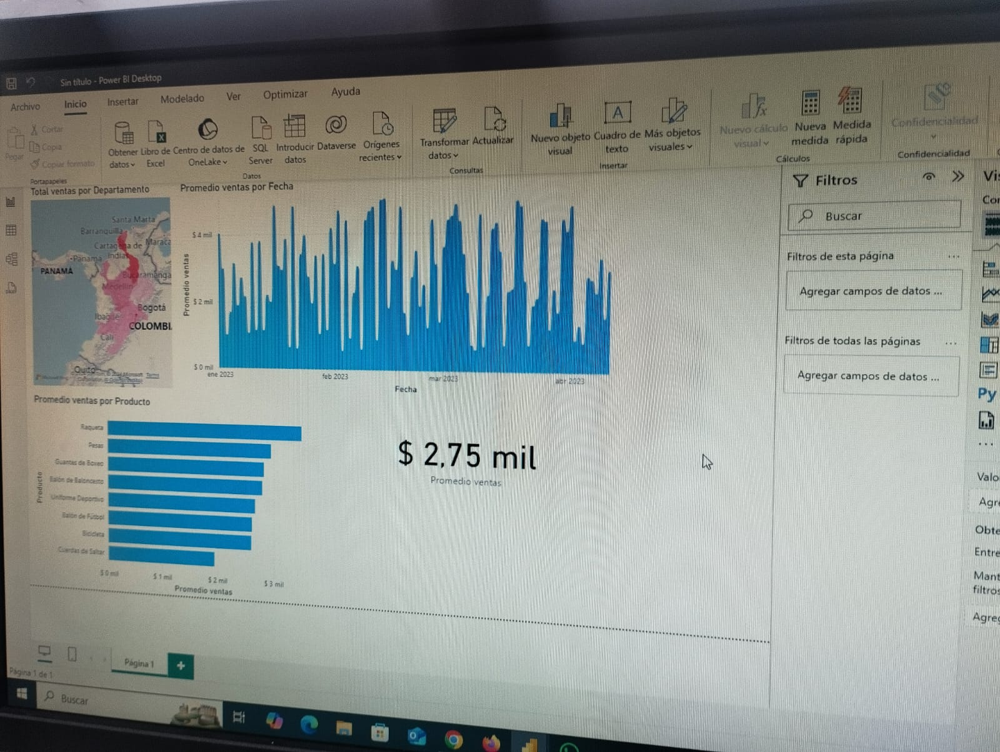 Sin título - Power BI Desktop
Archivo
Inicio
Insertar
Modelado
Ver
Optimizar
Ayuda
Pegar
Cortar
Copia
Copiar formato
Portapapeles
Obtener datos
Libro de Excel
Centro de datos de OneLake
SQL Server
Introducir datos
Dataverse
Orígenes recientes
Datos
Transformar datos
Actualizar
Consultas
Nuevo objeto visual
Cuadro de texto
Más objetos visuales
Insertar
Nuevo cálculo visual
Nueva medida
Medida rápida
Cálculos
Confidencialidad
Confidencialidad
Total ventas por Departamento
Santa Marta
Barranquilla
Cartagena de
Indias
Maraca
Panama
PANAMÁ
Bucaramanga
Medellín
Bogotá
Ibagué
COLOMBI
Cali
Quito
Terms
Promedio ventas por Fecha
Promedio ventas
$ 4 mil
$ 2 mil
$ 0 mil
ene 2023
feb 2023
mar 2023
abr 2023
Fecha
Promedio ventas por Producto
Producto
Raqueta
Pesas
Guantes de Boxeo
Balón de Baloncesto
Uniforme Deportivo
Balón de Fútbol
Bicicleta
Cuerdas de Saltar
$ 0 mil
$ 1 mil
$ 2 mil
$ 3 mil
Promedio ventas
$ 2,75 mil
Promedio ventas
Filtros
Buscar
Filtros de esta página
...
Agregar campos de datos ...
Filtros de todas las páginas
...
Agregar campos de datos ...
Vi
Co
Py
...
Valo
Agre
Obte
Entre
Mant
filtros
Agreg
Página 1
+
Página 1 de 1
Buscar